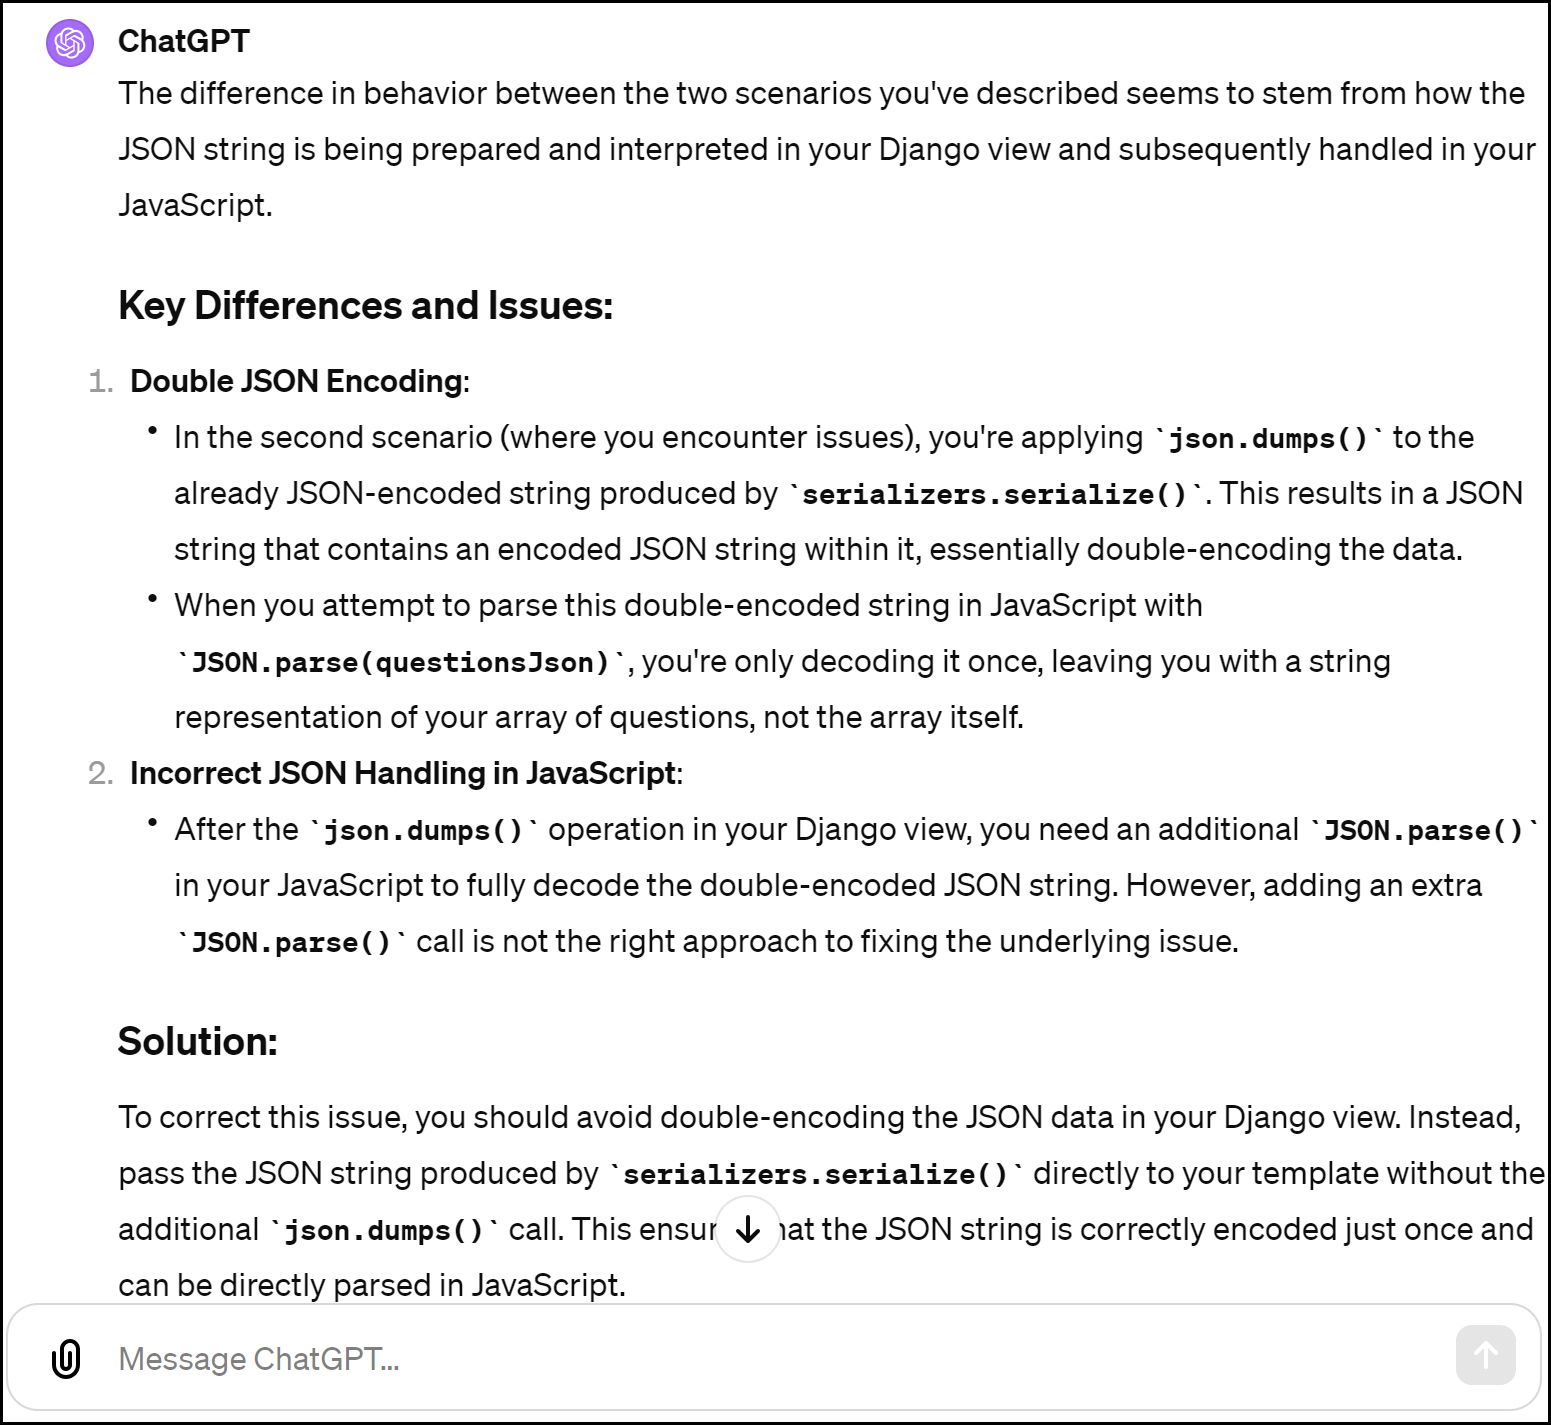 ChatGPT
The difference in behavior between the two scenarios you've described seems to stem from how the
JSON string is being prepared and interpreted in your Django view and subsequently handled in your
JavaScript.
Key Differences and Issues:
1. Double JSON Encoding:
• In the second scenario (where you encounter issues), you're applying `json.dumps()` to the
already JSON-encoded string produced by `serializers.serialize()`. This results in a JSON
string that contains an encoded JSON string within it, essentially double-encoding the data.
• When you attempt to parse this double-encoded string in JavaScript with
`JSON.parse(questionsJson)`, you're only decoding it once, leaving you with a string
representation of your array of questions, not the array itself.
2. Incorrect JSON Handling in JavaScript:
• After the `json.dumps()` operation in your Django view, you need an additional `JSON.parse()`
in your JavaScript to fully decode the double-encoded JSON string. However, adding an extra
`JSON.parse()` call is not the right approach to fixing the underlying issue.
Solution:
To correct this issue, you should avoid double-encoding the JSON data in your Django view. Instead,
pass the JSON string produced by `serializers.serialize()` directly to your template without the
additional `json.dumps()` call. This the JSON string is correctly encoded just once and
can be directly parsed in JavaScript.
Message ChatGPT...